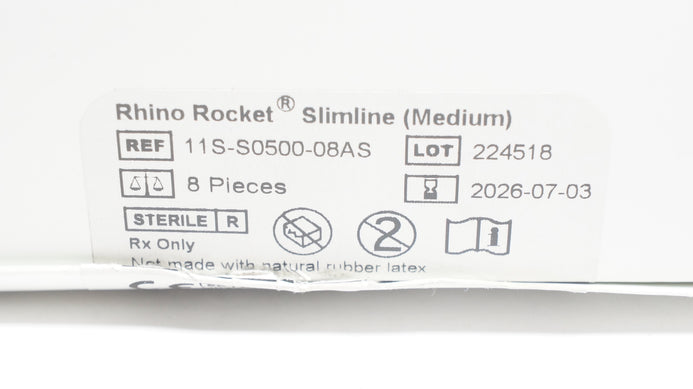 Rhino Rocket® Slimline (Medium)
REF 11S-S0500-08AS LOT 224518
8 Pieces 2026-07-03
STERILE R 2 i
Rx Only
Not made with natural rubber latex